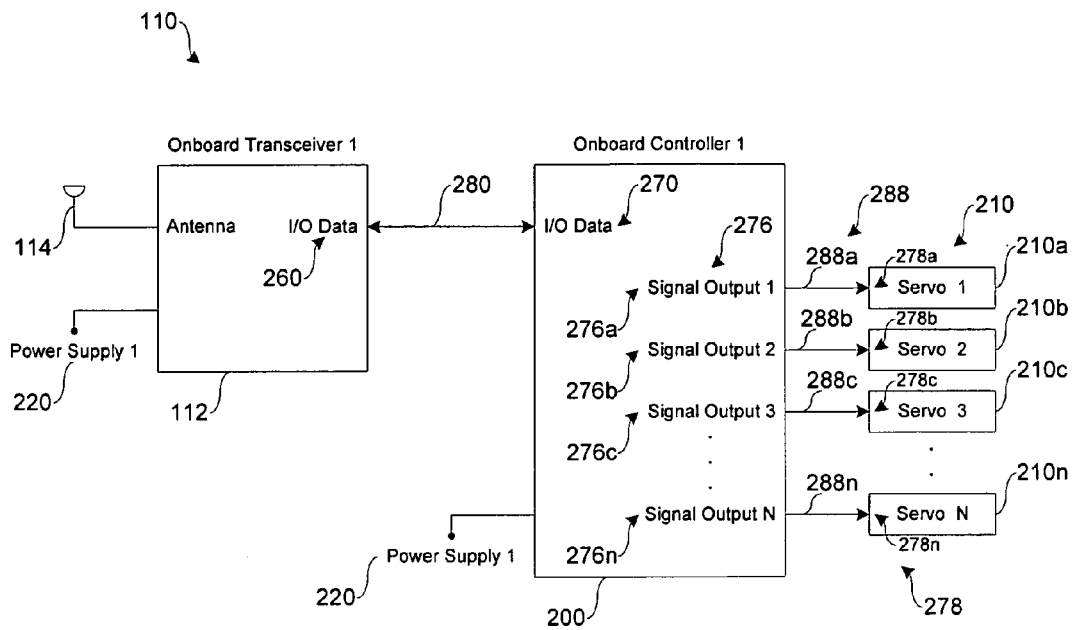 110
Onboard Transceiver 1
Onboard Controller 1
114
Antenna
I/O Data
260
280
I/O Data
270
276
288
210
Power Supply 1
220
112
Signal Output 1
276a
288a
278a
Servo 1
210a
Signal Output 2
276b
288b
278b
Servo 2
210b
Signal Output 3
276c
288c
278c
Servo 3
210c
Signal Output N
276n
288n
278n
Servo N
210n
278
Power Supply 1
220
200